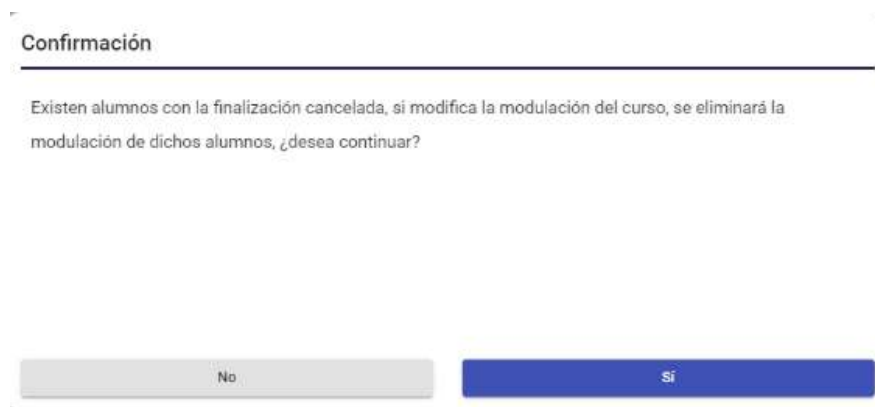 Confirmación
Existen alumnos con la finalización cancelada, si modifica la modulación del curso, se eliminará la
modulación de dichos alumnos, ¿desea continuar?
No
Sí